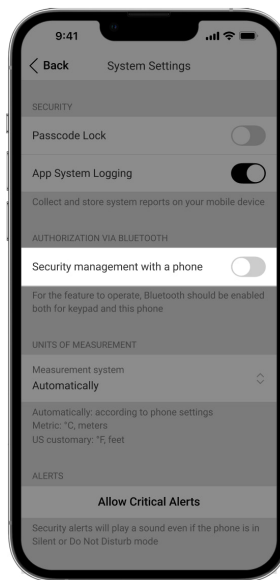 9:41
Back
System Settings
SECURITY
Passcode Lock
App System Logging
Collect and store system reports on your mobile device
AUTHORIZATION VIA BLUETOOTH
Security management with a phone
For the feature to operate, Bluetooth should be enabled
both for keypad and this phone
UNITS OF MEASUREMENT
Measurement system
Automatically
Automatically: according to phone settings
Metric: °C, meters
US customary: °F, feet
ALERTS
Allow Critical Alerts
Security alerts will play a sound even if the phone is in
Silent or Do Not Disturb mode